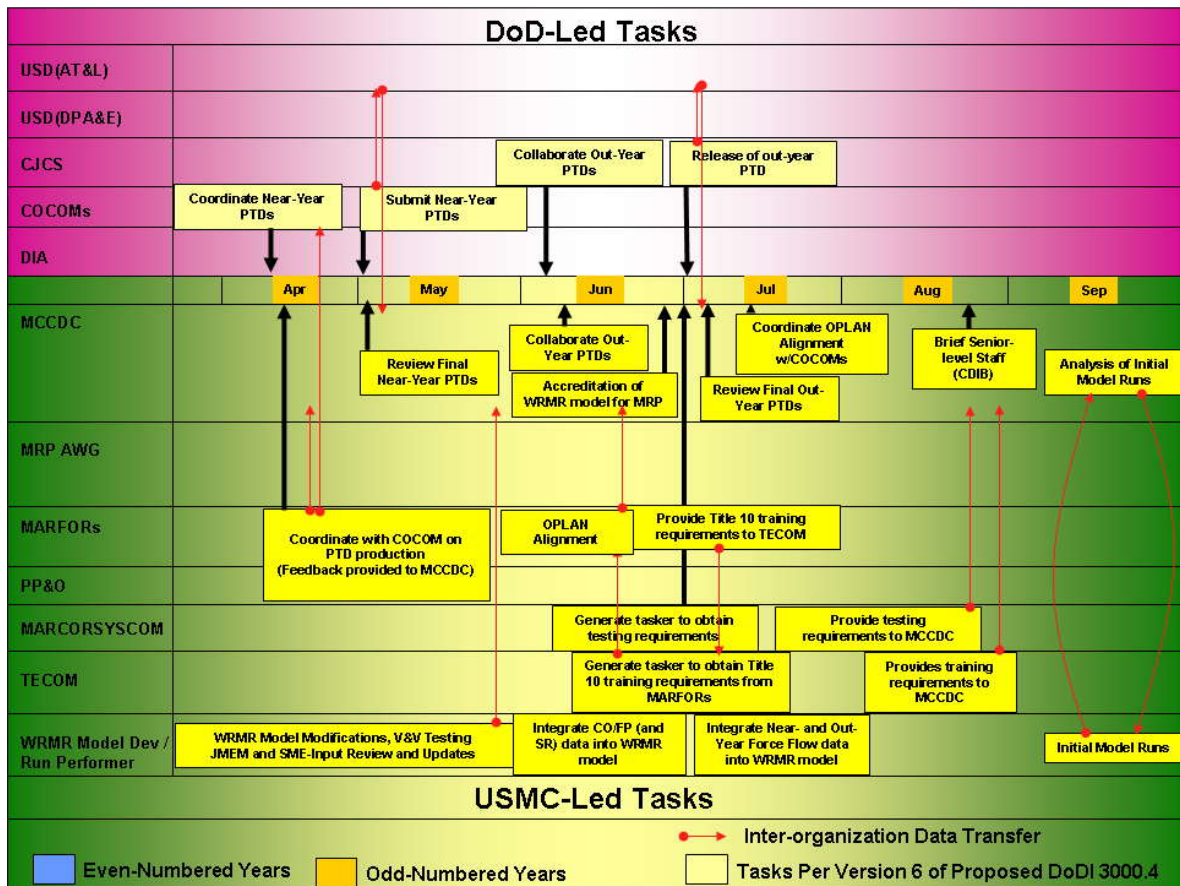 DoD-Led Tasks
USD(AT&L)
USD(DPA&E)
CJCS
Collaborate Out-Year
PTDs
Release of out-year
PTD
COCOMs
Coordinate Near-Year
PTDs
Submit Near-Year
PTDs
DIA
Apr
May
Jun
Jul
Aug
Sep
MCCDC
Review Final
Near-Year PTDs
Collaborate Out-
Year PTDs
Accreditation of
WRMR model for MRP
Coordinate OPLAN
Alignment
w/COCOMs
Review Final Out-
Year PTDs
Brief Senior-
level Staff
(CDIB)
Analysis of Initial
Model Runs
MRP AWG
MARFORs
Coordinate with COCOM on
PTD production
(Feedback provided to MCCDC)
OPLAN
Alignment
Provide Title 10 training
requirements to TECOM
PP&O
MARCORSYSCOM
Generate tasker to obtain
testing requirements
Provide testing
requirements to MCCDC
TECOM
Generate tasker to obtain Title
10 training requirements from
MARFORs
Provides training
requirements to
MCCDC
WRMR Model Dev /
Run Performer
WRMR Model Modifications, V&V Testing
JMEM and SME-Input Review and Updates
Integrate CO/FP (and
SR) data into WRMR
model
Integrate Near- and Out-
Year Force Flow data
into WRMR model
Initial Model Runs
USMC-Led Tasks
Inter-organization Data Transfer
Even-Numbered Years
Odd-Numbered Years
Tasks Per Version 6 of Proposed DoDI 3000.4